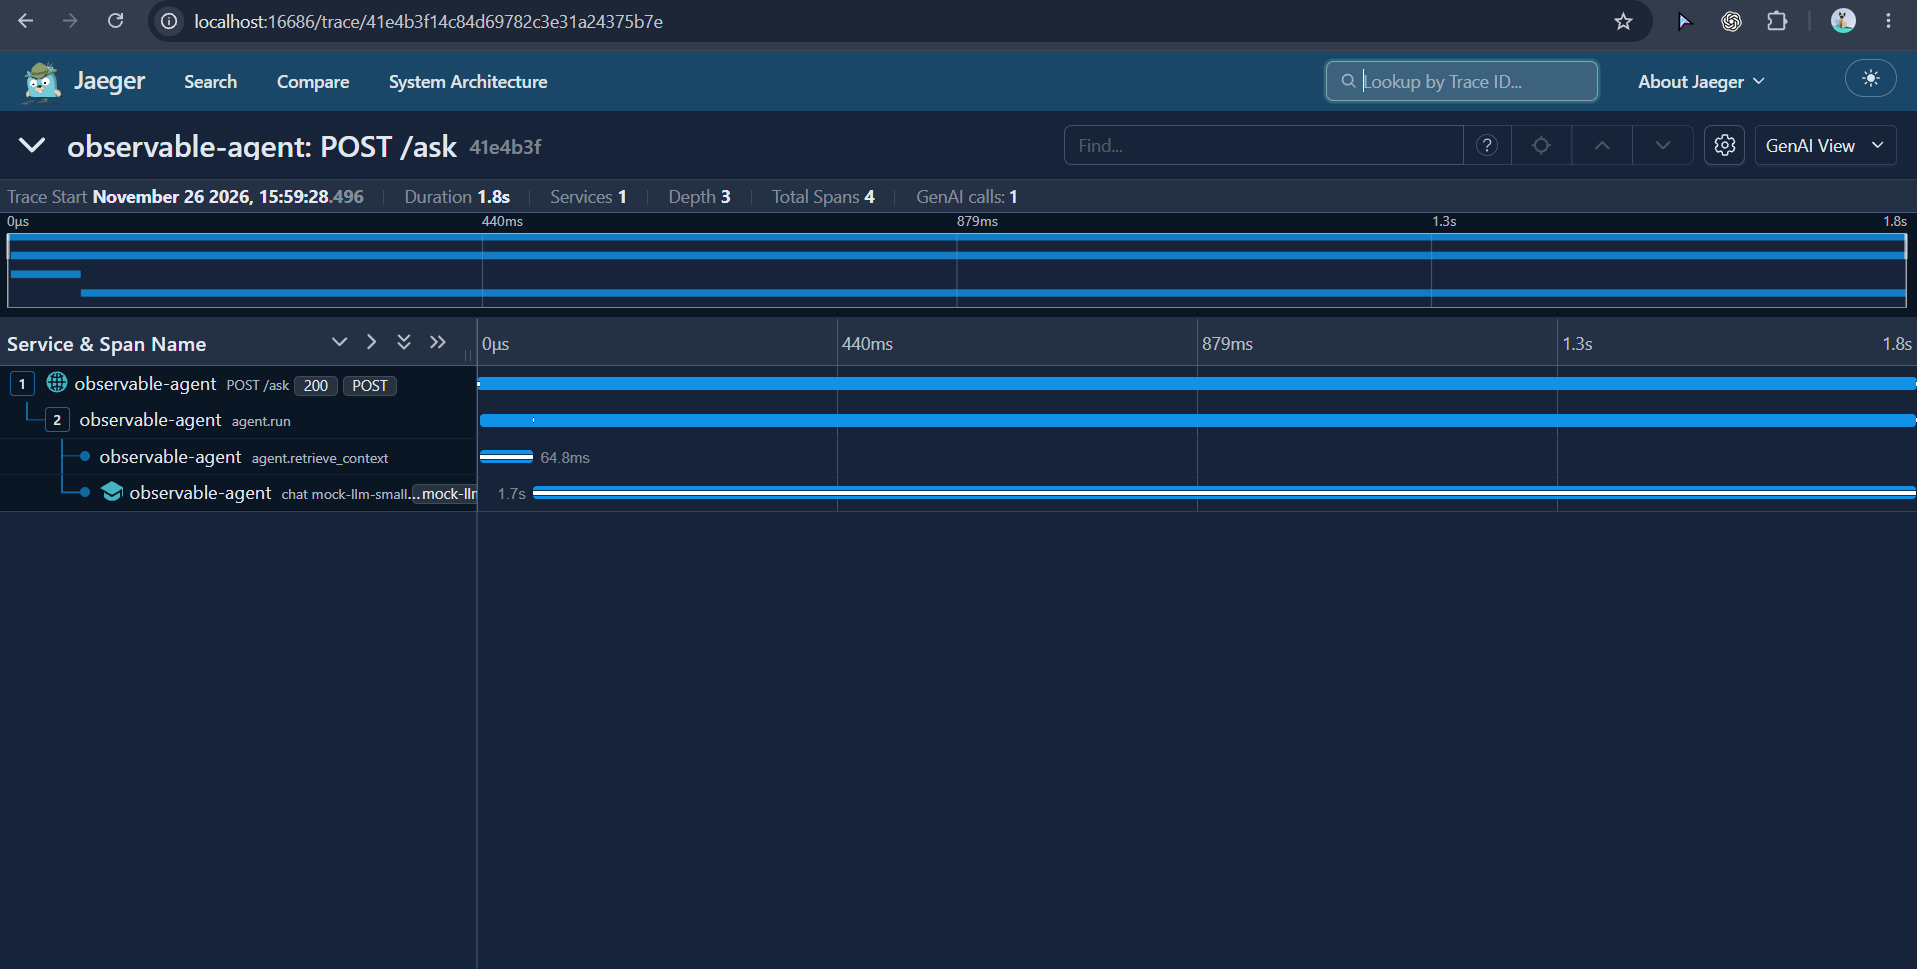 localhost:16686/trace/41e4b3f14c84d69782c3e31a24375b7e
Jaeger Search Compare System Architecture Lookup by Trace ID... About Jaeger
observable-agent: POST /ask 41e4b3f Find... ? GenAI View
Trace Start November 26 2026, 15:59:28.496 Duration 1.8s Services 1 Depth 3 Total Spans 4 GenAI calls: 1
0μs 440ms 879ms 1.3s 1.8s
Service & Span Name 0μs 440ms 879ms 1.3s 1.8s
1 observable-agent POST /ask 200 POST
2 observable-agent agent.run
observable-agent agent.retrieve_context 64.8ms
observable-agent chat mock-llm-small... mock-llm 1.7s